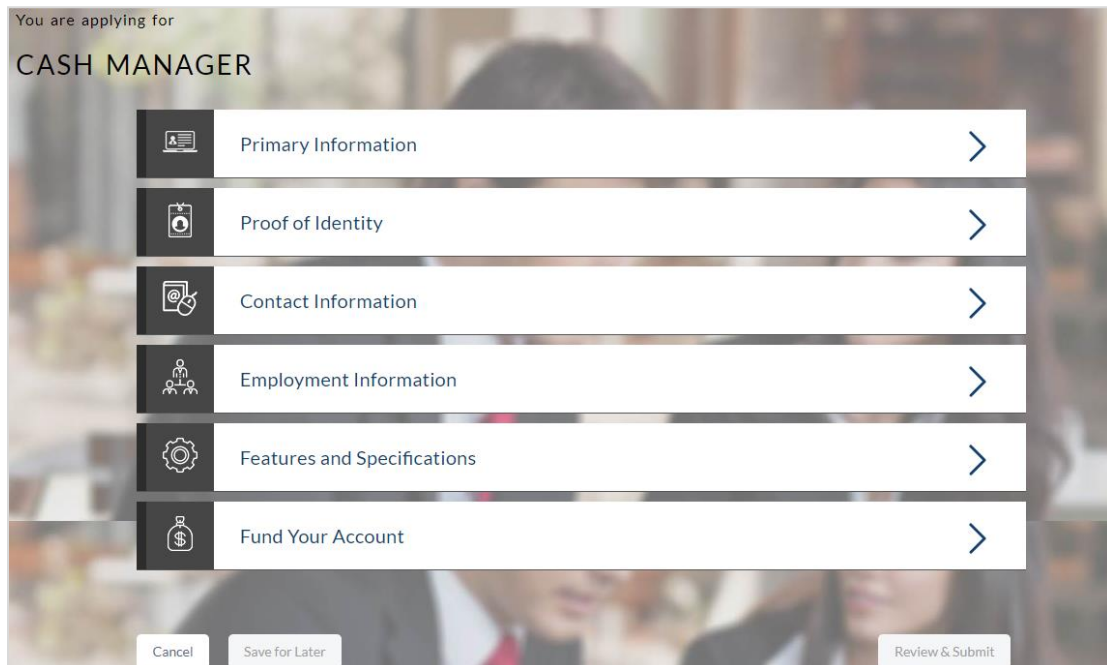 You are applying for
CASH MANAGER
Primary Information
Proof of Identity
Contact Information
Employment Information
Features and Specifications
Fund Your Account
Cancel
Save for Later
Review & Submit